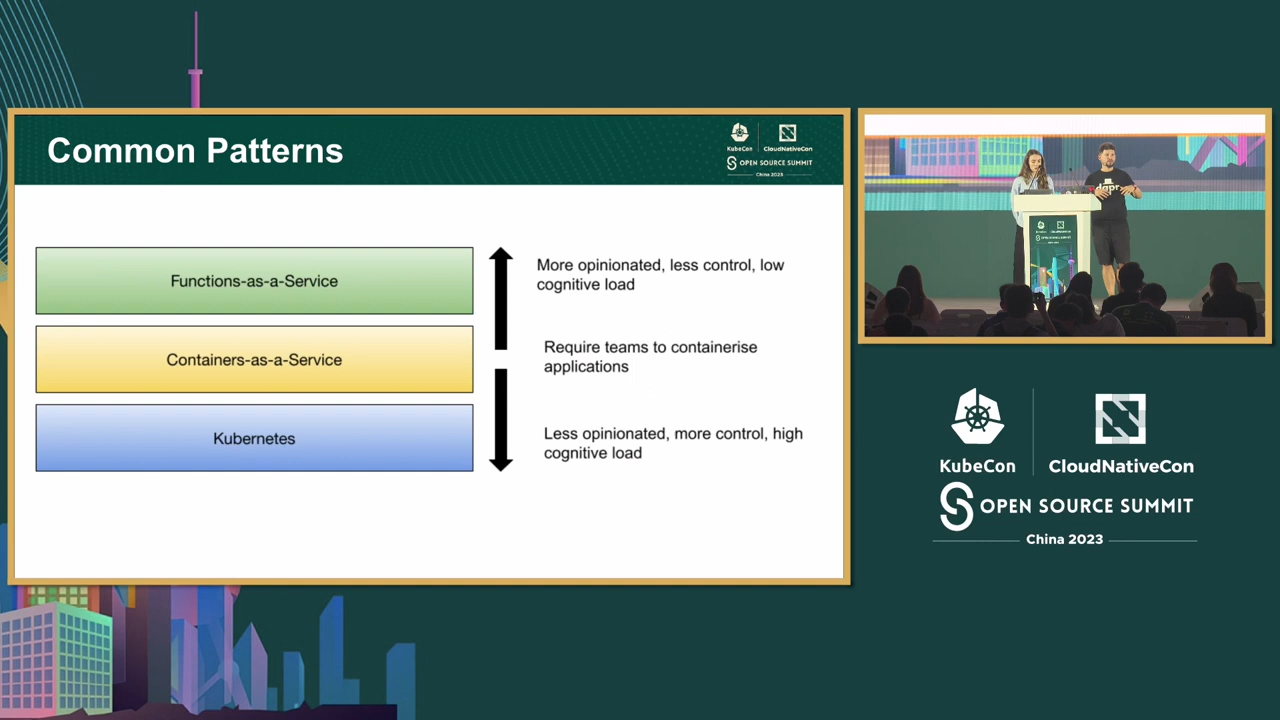 Common Patterns
KubeCon
CloudNativeCon
OPEN SOURCE SUMMIT
China 2023
Functions-as-a-Service
More opinionated, less control, low
cognitive load
Containers-as-a-Service
Require teams to containerise
applications
Kubernetes
Less opinionated, more control, high
cognitive load
dapr
KubeCon
CloudNativeCon
OPEN SOURCE SUMMIT
China 2023